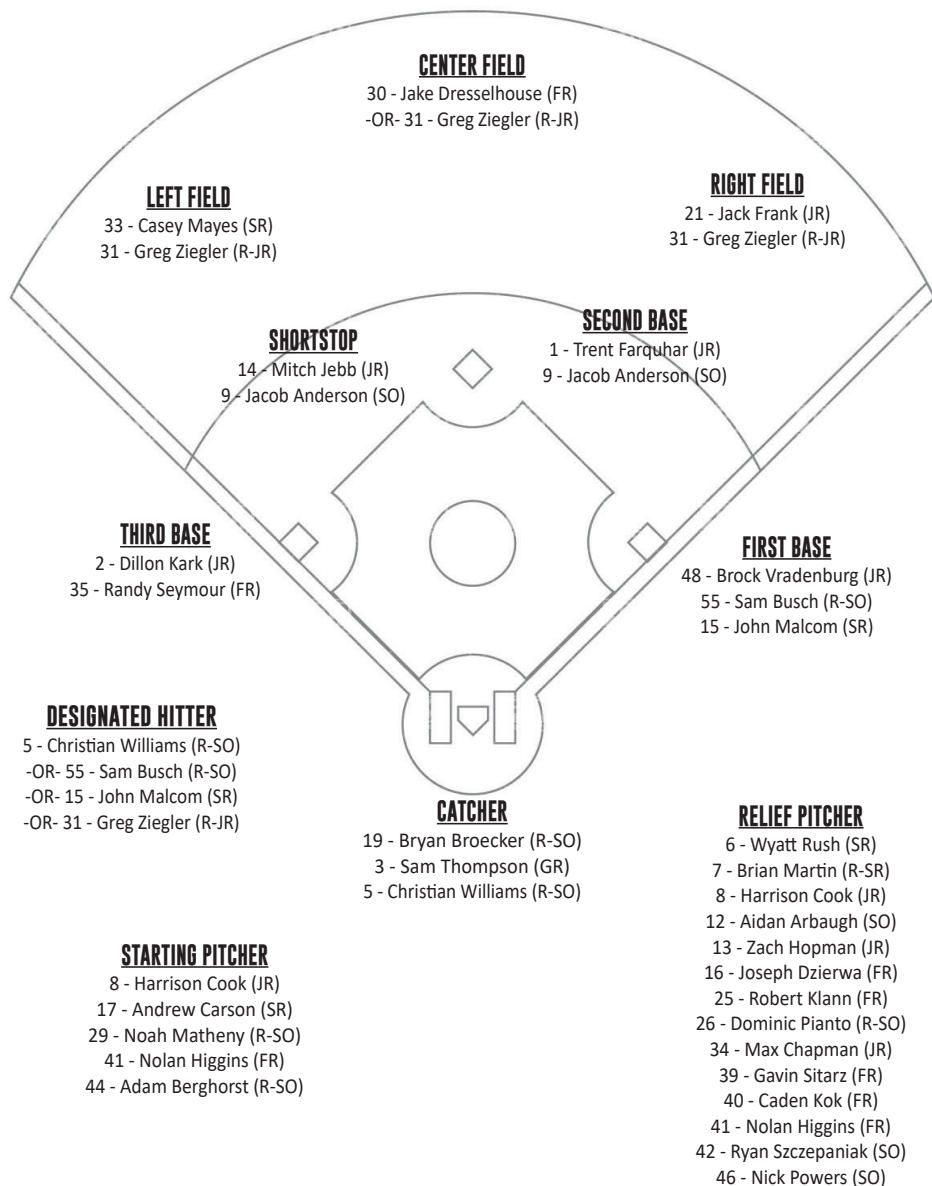 CENTER FIELD
30 - Jake Dresselhouse (FR)
-OR- 31 - Greg Ziegler (R-JR)
LEFT FIELD
33 - Casey Mayes (SR)
31 - Greg Ziegler (R-JR)
RIGHT FIELD
21 - Jack Frank (JR)
31 - Greg Ziegler (R-JR)
SHORTSTOP
14 - Mitch Jebb (JR)
9 - Jacob Anderson (SO)
SECOND BASE
1 - Trent Farquhar (JR)
9 - Jacob Anderson (SO)
THIRD BASE
2 - Dillon Kark (JR)
35 - Randy Seymour (FR)
FIRST BASE
48 - Brock Vradenburg (JR)
55 - Sam Busch (R-SO)
15 - John Malcom (SR)
DESIGNATED HITTER
5 - Christian Williams (R-SO)
-OR- 55 - Sam Busch (R-SO)
-OR- 15 - John Malcom (SR)
-OR- 31 - Greg Ziegler (R-JR)
CATCHER
19 - Bryan Broecker (R-SO)
3 - Sam Thompson (GR)
5 - Christian Williams (R-SO)
STARTING PITCHER
8 - Harrison Cook (JR)
17 - Andrew Carson (SR)
29 - Noah Matheny (R-SO)
41 - Nolan Higgins (FR)
44 - Adam Berghorst (R-SO)
RELIEF PITCHER
6 - Wyatt Rush (SR)
7 - Brian Martin (R-SR)
8 - Harrison Cook (JR)
12 - Aidan Arbaugh (SO)
13 - Zach Hopman (JR)
16 - Joseph Dzierwa (FR)
25 - Robert Klann (FR)
26 - Dominic Pianto (R-SO)
34 - Max Chapman (JR)
39 - Gavin Sitarz (FR)
40 - Caden Kok (FR)
41 - Nolan Higgins (FR)
42 - Ryan Szczepaniak (SO)
46 - Nick Powers (SO)